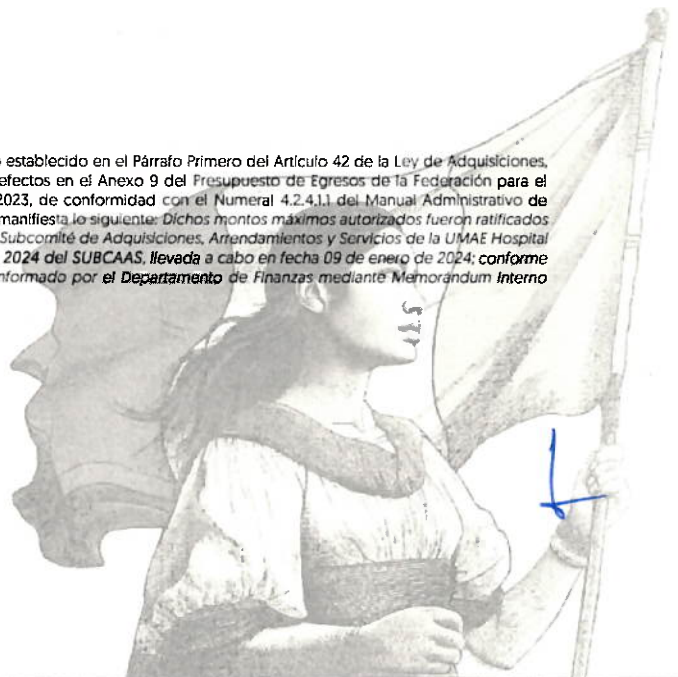 establecido en el Párrafo Primero del Artículo 42 de la Ley de Adquisiciones,
efectos en el Anexo 9 del Presupuesto de Egresos de la Federación para el
2023, de conformidad con el Numeral 4.2.4.1.1 del Manual Administrativo de
manifiesta lo siguiente: Dichos montos máximos autorizados fueron ratificados
Subcomité de Adquisiciones, Arrendamientos y Servicios de la UMAE Hospital
2024 del SUBCAAS, llevada a cabo en fecha 09 de enero de 2024; conforme
nformado por el Departamento de Finanzas mediante Memorándum Interno